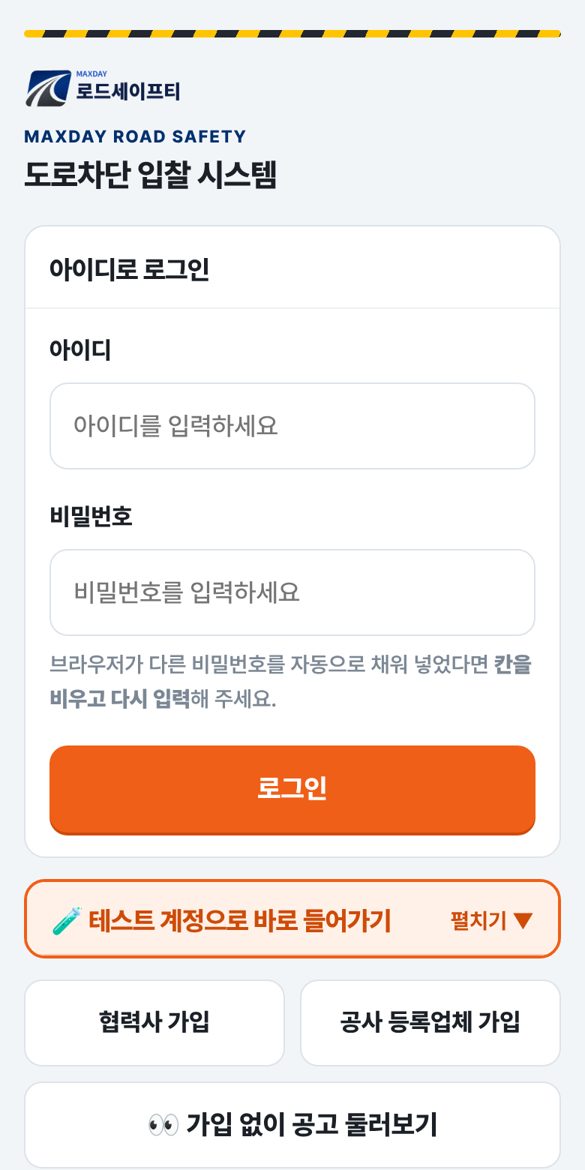 MAXDAY
로드세이프티
MAXDAY ROAD SAFETY
도로차단 입찰 시스템
아이디로 로그인
아이디
아이디를 입력하세요
비밀번호
비밀번호를 입력하세요
브라우저가 다른 비밀번호를 자동으로 채워 넣었다면 칸을
비우고 다시 입력해 주세요.
로그인
🧪 테스트 계정으로 바로 들어가기 펼치기 ▼
협력사 가입 공사 등록업체 가입
👀 가입 없이 공고 둘러보기